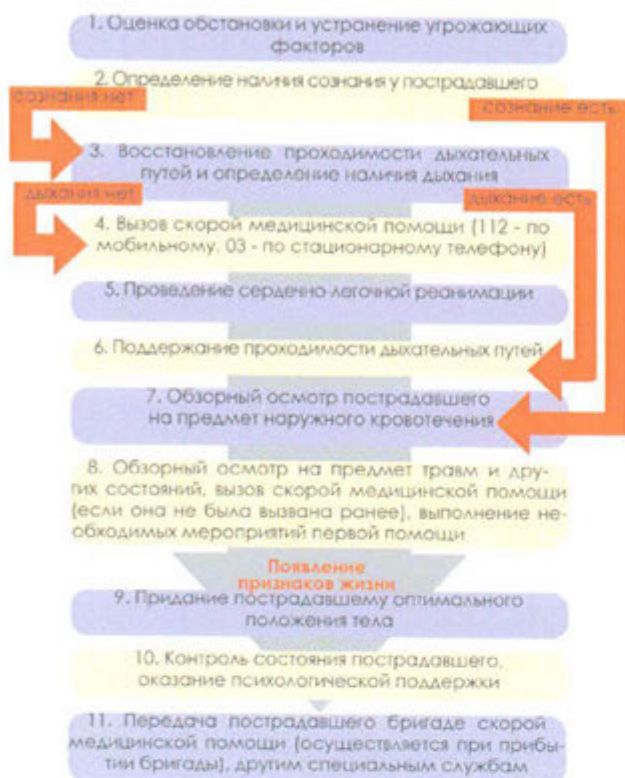 1. Оценка обстановки и устранение угрожающих
факторов
2. Определение наличия сознания у пострадавшего
сознания нет
сознание есть
3. Восстановление проходимости дыхательных
путей и определение наличия дыхания
дыхания нет
дыхание есть
4. Вызов скорой медицинской помощи (112 - по
мобильному, 03 - по стационарному телефону)
5. Проведение сердечно-легочной реанимации
6. Поддержание проходимости дыхательных путей
7. Обзорный осмотр пострадавшего
на предмет наружного кровотечения
8. Обзорный осмотр на предмет травм и дру-
гих состояний, вызов скорой медицинской помощи
(если она не была вызвана ранее), выполнение не-
обходимых мероприятий первой помощи
Появление
признаков жизни
9. Придание пострадавшему оптимального
положения тела
10. Контроль состояния пострадавшего,
оказание психологической поддержки
11. Передача пострадавшего бригаде скорой
медицинской помощи (осуществляется при прибы-
тии бригады), другим специальным службам